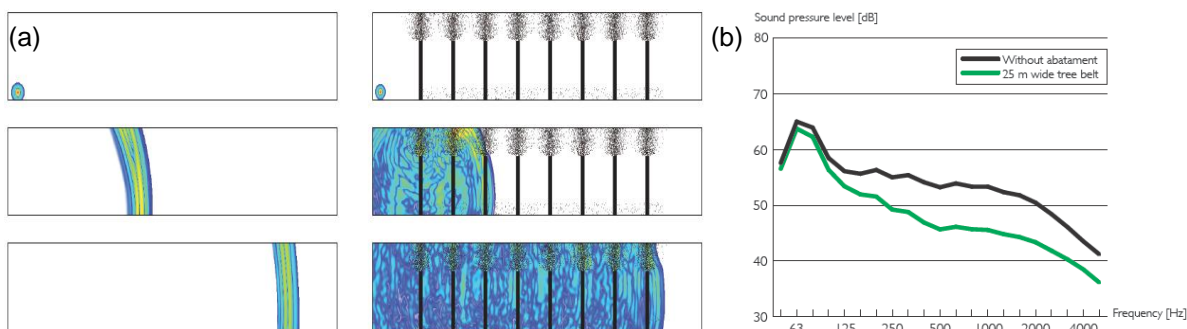 (a)
(b)
Sound pressure level [dB]
80
70
60
50
40
30
Without abatament
25 m wide tree belt
63 125 250 500 1000 2000 4000
Frequency [Hz]